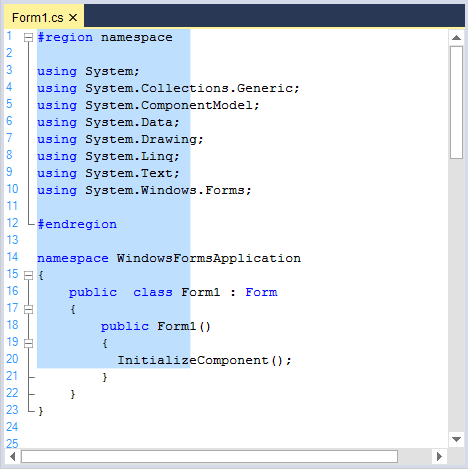 Form1.cs ×
1 #region namespace
2
3 using System;
4 using System.Collections.Generic;
5 using System.ComponentModel;
6 using System.Data;
7 using System.Drawing;
8 using System.Linq;
9 using System.Text;
10 using System.Windows.Forms;
11
12 #endregion
13
14 namespace WindowsFormsApplication
15 {
16     public  class Form1 : Form
17     {
18         public Form1()
19         {
20           InitializeComponent();
21         }
22     }
23 }
24
25